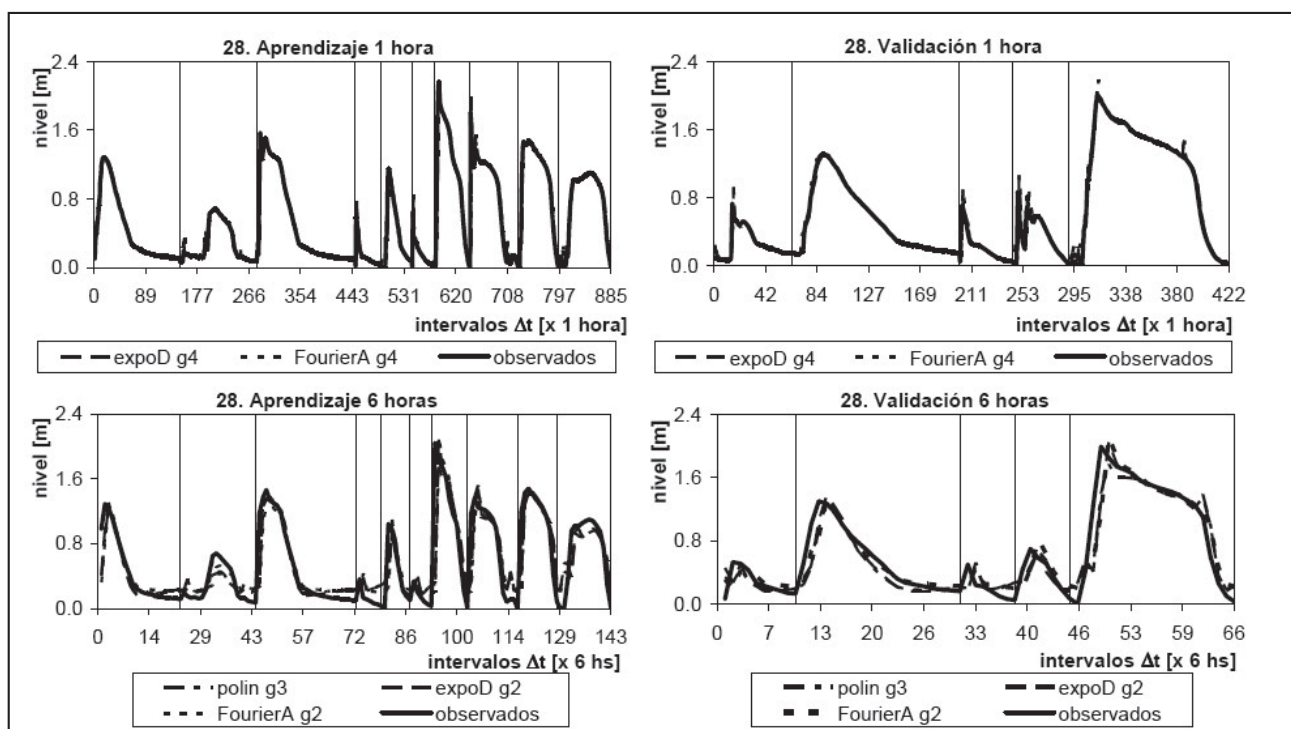 28. Aprendizaje 1 hora
nivel [m]
2.4
1.6
0.8
0.0
0 89 177 266 354 443 531 620 708 797 885
intervalos Δt [x 1 hora]
expoD g4 FourierA g4 observados
28. Validación 1 hora
nivel [m]
2.4
1.6
0.8
0.0
0 42 84 127 169 211 253 295 338 380 422
intervalos Δt [x 1 hora]
expoD g4 FourierA g4 observados
28. Aprendizaje 6 horas
nivel [m]
2.4
1.6
0.8
0.0
0 14 29 43 57 72 86 100 114 129 143
intervalos Δt [x 6 hs]
polin g3 expoD g2
FourierA g2 observados
28. Validación 6 horas
nivel [m]
2.4
1.6
0.8
0.0
0 7 13 20 26 33 40 46 53 59 66
intervalos Δt [x 6 hs]
polin g3 expoD g2
FourierA g2 observados